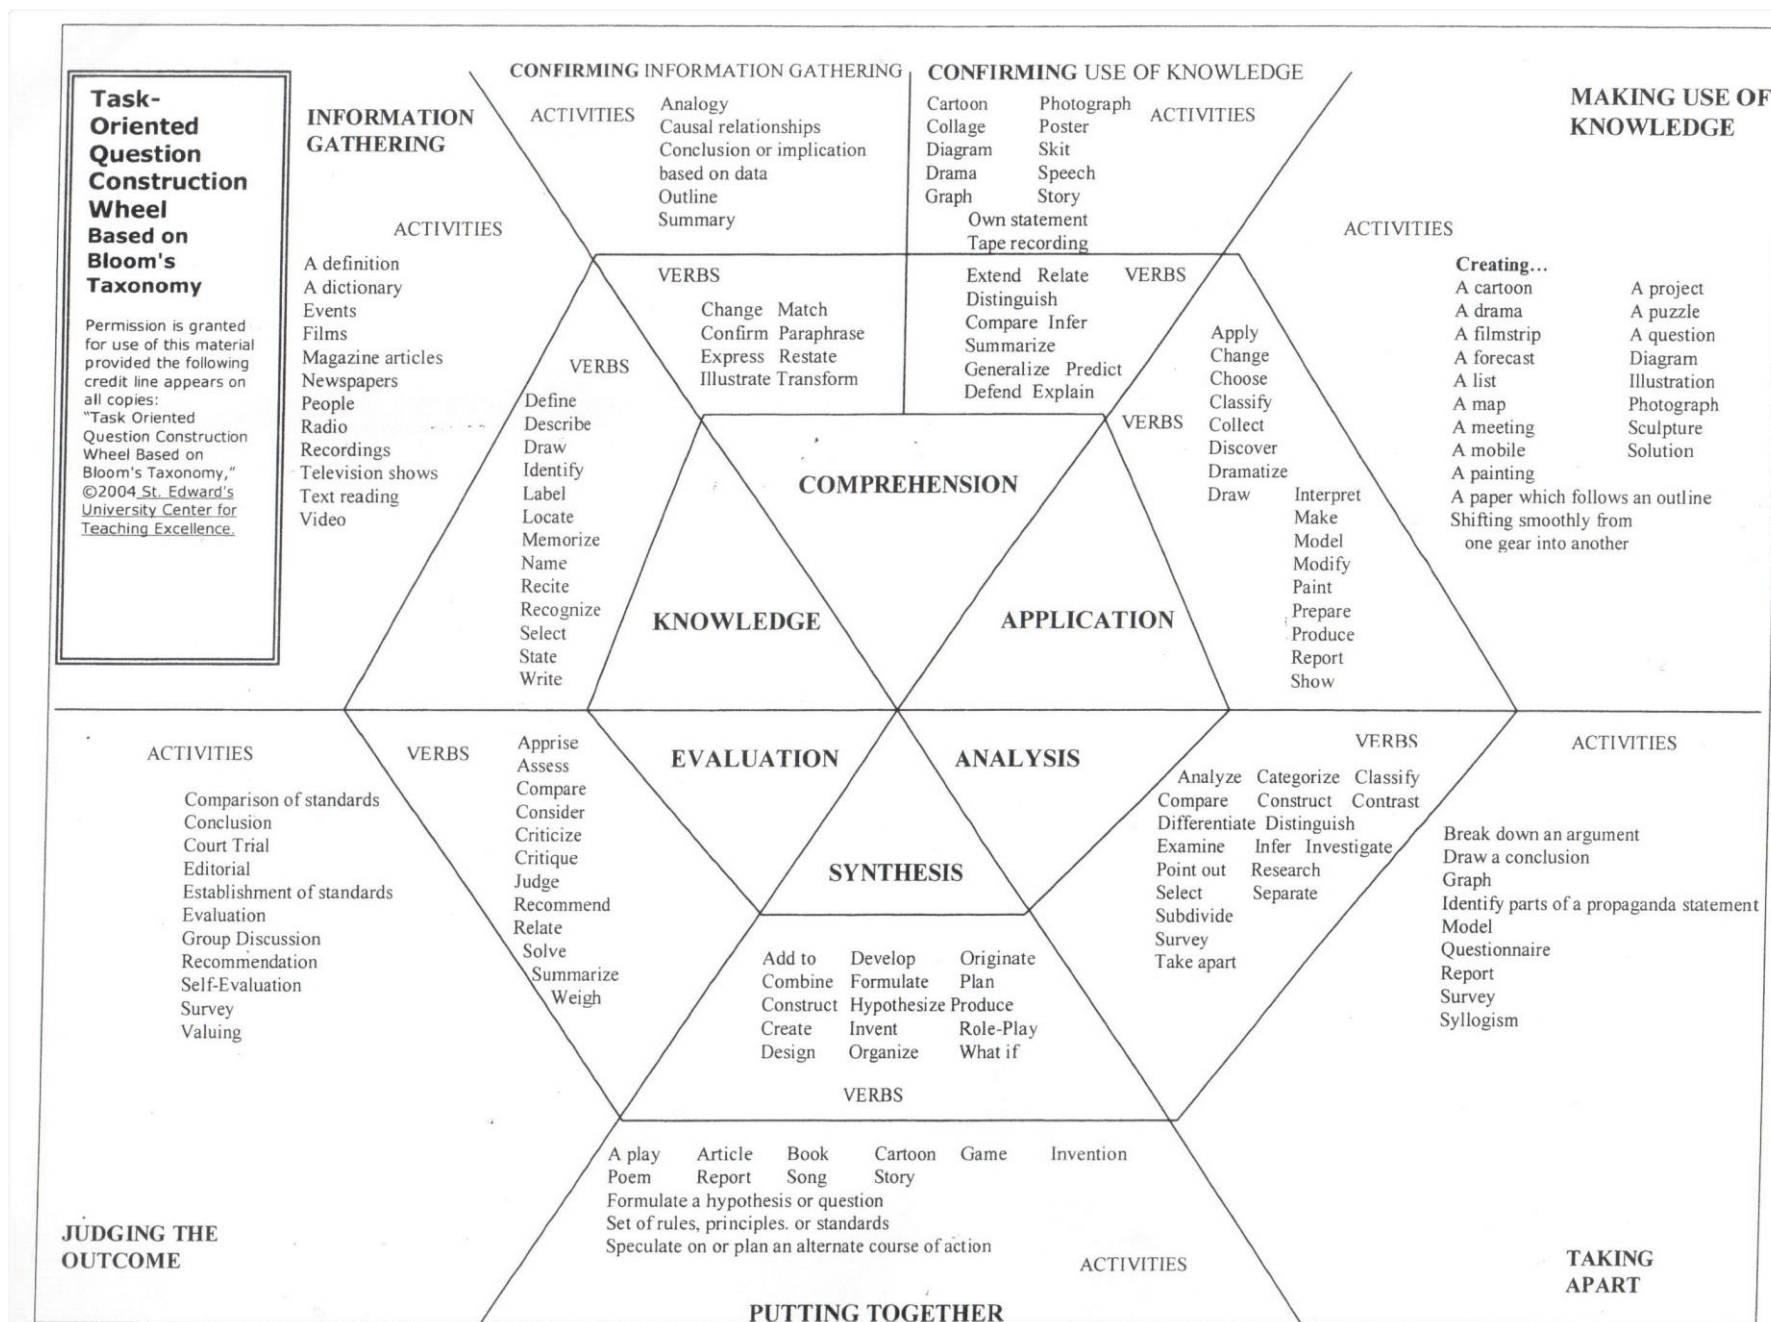 Task-
Oriented
Question
Construction
Wheel
Based on
Bloom's
Taxonomy
Permission is granted
for use of this material
provided the following
credit line appears on
all copies:
"Task Oriented
Question Construction
Wheel Based on
Bloom's Taxonomy,"
©2004 St. Edward's
University Center for
Teaching Excellence.
INFORMATION
GATHERING
ACTIVITIES
A definition
A dictionary
Events
Films
Magazine articles
Newspapers
People
Radio
Recordings
Television shows
Text reading
Video
VERBS
Define
Describe
Draw
Identify
Label
Locate
Memorize
Name
Recite
Recognize
Select
State
Write
KNOWLEDGE
CONFIRMING INFORMATION GATHERING
ACTIVITIES
Analogy
Causal relationships
Conclusion or implication
based on data
Outline
Summary
VERBS
Change Match
Confirm Paraphrase
Express Restate
Illustrate Transform
CONFIRMING USE OF KNOWLEDGE
ACTIVITIES
Cartoon Photograph
Collage Poster
Diagram Skit
Drama Speech
Graph Story
Own statement
Tape recording
VERBS
Extend Relate
Distinguish
Compare Infer
Summarize
Generalize Predict
Defend Explain
COMPREHENSION
MAKING USE OF
KNOWLEDGE
ACTIVITIES
Creating...
A cartoon A project
A drama A puzzle
A filmstrip A question
A forecast Diagram
A list Illustration
A map Photograph
A meeting Sculpture
A mobile Solution
A painting
A paper which follows an outline
Shifting smoothly from
one gear into another
VERBS
Apply
Change
Choose
Classify
Collect
Discover
Dramatize
Draw Interpret
Make
Model
Modify
Paint
Prepare
Produce
Report
Show
APPLICATION
EVALUATION
VERBS
Apprise
Assess
Compare
Consider
Criticize
Critique
Judge
Recommend
Relate
Solve
Summarize
Weigh
ACTIVITIES
Comparison of standards
Conclusion
Court Trial
Editorial
Establishment of standards
Evaluation
Group Discussion
Recommendation
Self-Evaluation
Survey
Valuing
JUDGING THE
OUTCOME
ANALYSIS
VERBS
Analyze Categorize Classify
Compare Construct Contrast
Differentiate Distinguish
Examine Infer Investigate
Point out Research
Select Separate
Subdivide
Survey
Take apart
ACTIVITIES
Break down an argument
Draw a conclusion
Graph
Identify parts of a propaganda statement
Model
Questionnaire
Report
Survey
Syllogism
TAKING
APART
SYNTHESIS
Add to Develop Originate
Combine Formulate Plan
Construct Hypothesize Produce
Create Invent Role-Play
Design Organize What if
VERBS
A play Article Book Cartoon Game Invention
Poem Report Song Story
Formulate a hypothesis or question
Set of rules, principles. or standards
Speculate on or plan an alternate course of action
ACTIVITIES
PUTTING TOGETHER